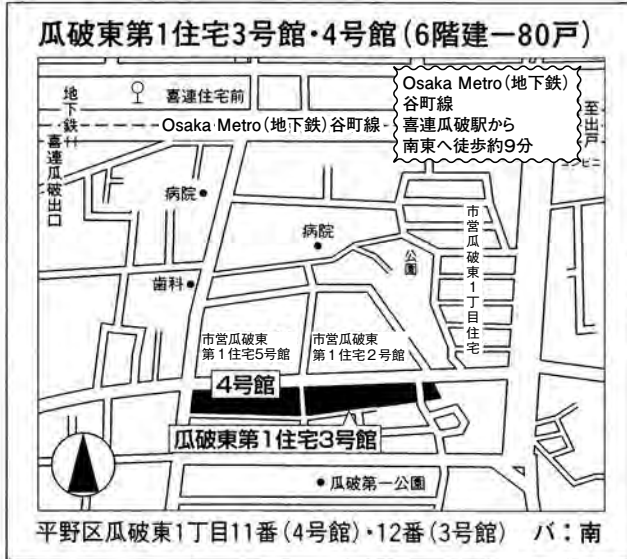 瓜破東第1住宅3号館・4号館(6階建ー80戸)
地下鉄
喜連瓜破出口
喜連住宅前
Osaka Metro(地下鉄)谷町線
Osaka Metro(地下鉄)
谷町線
喜連瓜破駅から
南東へ徒歩約9分
至出戸
病院
病院
公園
市営瓜破東1丁目住宅
歯科
市営瓜破東
第1住宅5号館
市営瓜破東
第1住宅2号館
4号館
瓜破東第1住宅3号館
瓜破第一公園
平野区瓜破東1丁目11番(4号館)・12番(3号館) バ:南